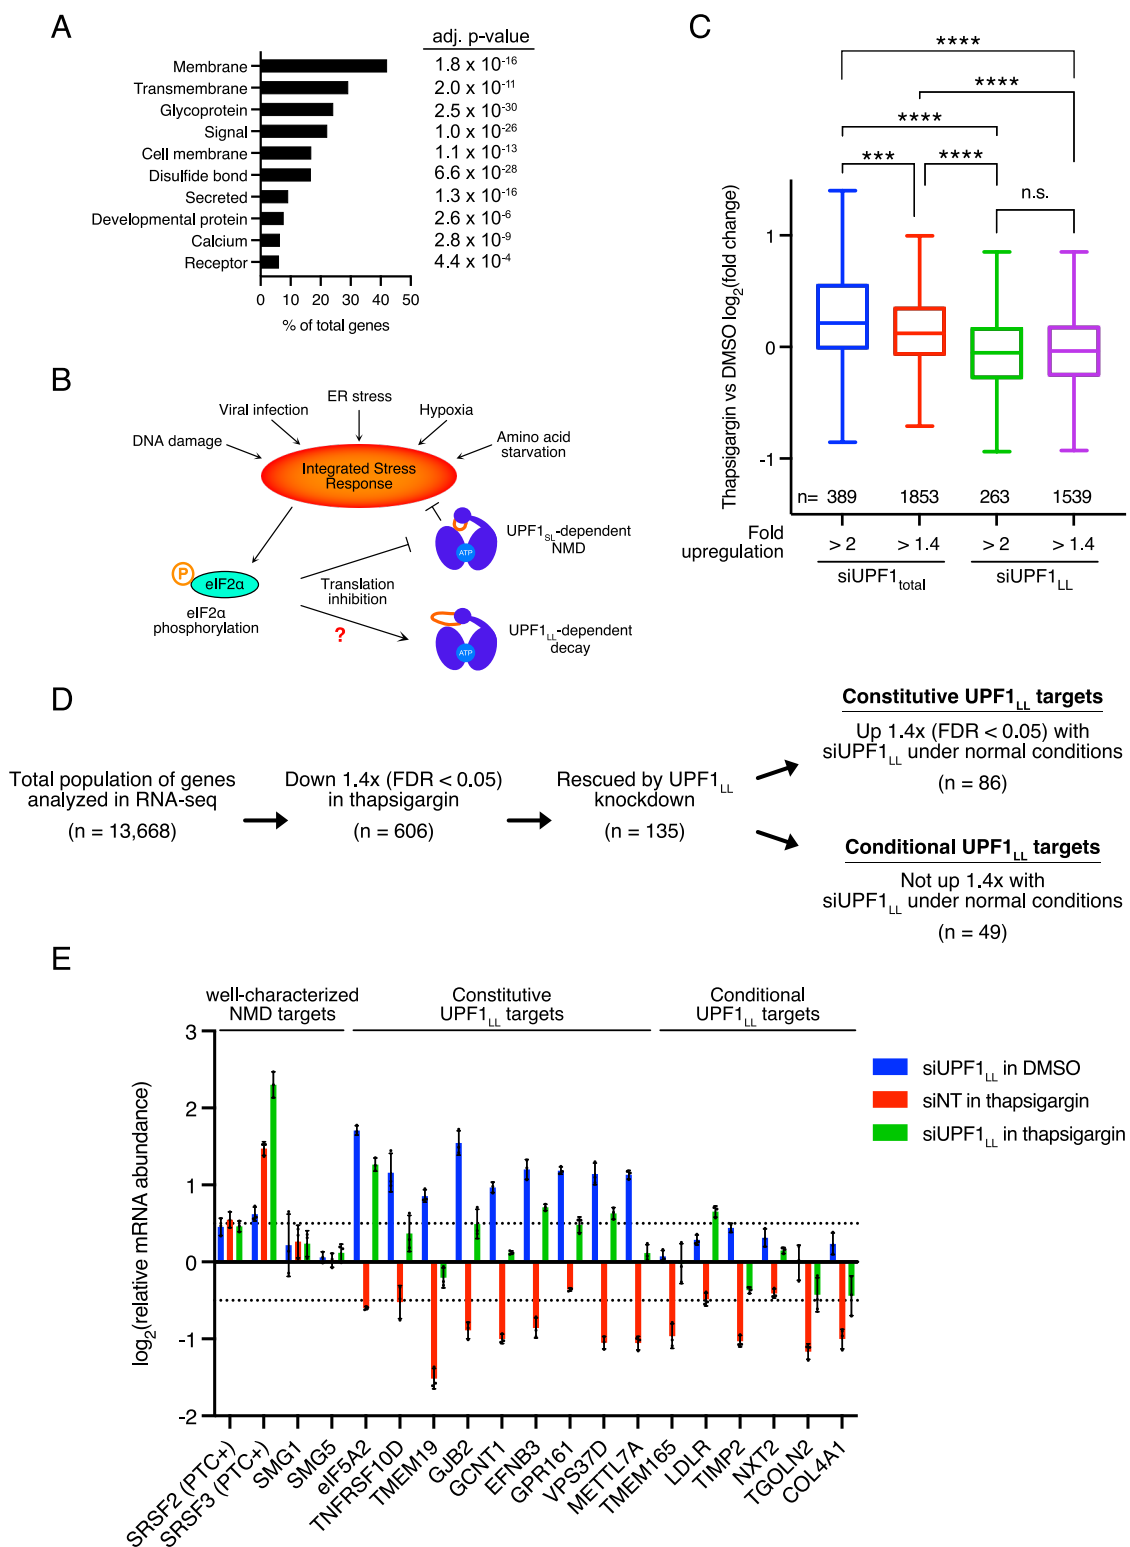 A
adj. p-value
Membrane 1.8 x 10-16
Transmembrane 2.0 x 10-11
Glycoprotein 2.5 x 10-30
Signal 1.0 x 10-26
Cell membrane 1.1 x 10-13
Disulfide bond 6.6 x 10-28
Secreted 1.3 x 10-16
Developmental protein 2.6 x 10-6
Calcium 2.8 x 10-9
Receptor 4.4 x 10-4
0 10 20 30 40 50
% of total genes
B
ER stress
Viral infection
Hypoxia
DNA damage
Amino acid
starvation
Integrated Stress
Response
UPF1SL-dependent
NMD
ATP
P
eIF2α
eIF2α
phosphorylation
Translation
inhibition
?
UPF1LL-dependent
decay
ATP
C
****
****
****
*** ****
n.s.
Thapsigargin vs DMSO log2(fold change)
1
0
-1
n= 389 1853 263 1539
Fold
upregulation
> 2 > 1.4 > 2 > 1.4
siUPF1total siUPF1LL
D
Total population of genes
analyzed in RNA-seq
(n = 13,668)
Down 1.4x (FDR < 0.05)
in thapsigargin
(n = 606)
Rescued by UPF1LL
knockdown
(n = 135)
Constitutive UPF1LL targets
Up 1.4x (FDR < 0.05) with
siUPF1LL under normal conditions
(n = 86)
Conditional UPF1LL targets
Not up 1.4x with
siUPF1LL under normal conditions
(n = 49)
E
well-characterized
NMD targets
Constitutive
UPF1LL targets
Conditional
UPF1LL targets
log2(relative mRNA abundance)
3
2
1
0
-1
-2
siUPF1LL in DMSO
siNT in thapsigargin
siUPF1LL in thapsigargin
SRSF2 (PTC+)
SRSF3 (PTC+)
SMG1
SMG5
eIF5A2
TNFRSF10D
TMEM19
GJB2
GCNT1
EFNB3
GPR161
VPS37D
METTL7A
TMEM165
LDLR
TIMP2
NXT2
TGOLN2
COL4A1